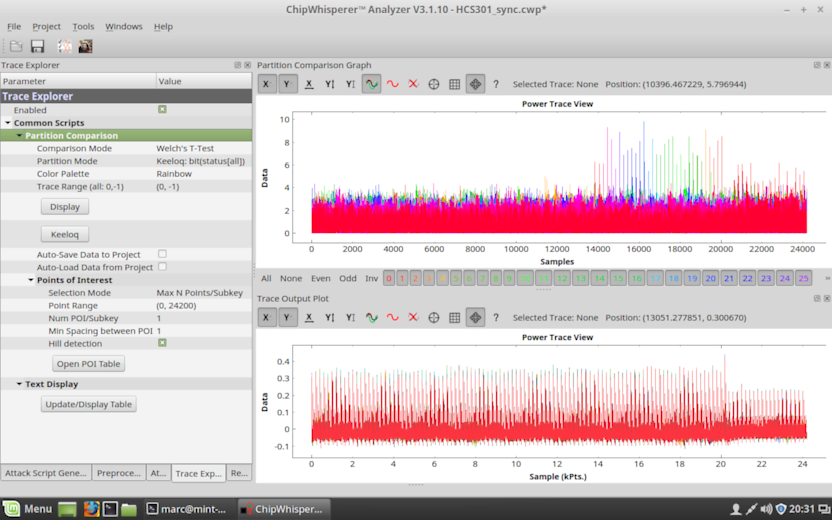 ChipWhisperer™ Analyzer V3.1.10 - HCS301_sync.cwp*
File Project Tools Windows Help
Trace Explorer
Parameter Value
Trace Explorer
Enabled
Common Scripts
Partition Comparison
Comparison Mode Welch's T-Test
Partition Mode Keeloq: bit(status[all])
Color Palette Rainbow
Trace Range (all: 0,-1) (0, -1)
Display
Keeloq
Auto-Save Data to Project
Auto-Load Data from Project
Points of Interest
Selection Mode Max N Points/Subkey
Point Range (0, 24200)
Num POI/Subkey 1
Min Spacing between POI 1
Hill detection
Open POI Table
Text Display
Update/Display Table
Attack Script Gene... Preproce... At... Trace Exp... Re...
Partition Comparison Graph
X Y X Y Y ? Selected Trace: None Position: (10396.467229, 5.796944)
Power Trace View
Data
10
8
6
4
2
0
0 2000 4000 6000 8000 10000 12000 14000 16000 18000 20000 22000 24000
Samples
All None Even Odd Inv 0 1 2 3 4 5 6 7 8 9 10 11 12 13 14 15 16 17 18 19 20 21 22 23 24 25 »
Trace Output Plot
X Y X Y Y ? Selected Trace: None Position: (13051.277851, 0.300670)
Power Trace View
Data
0.4
0.3
0.2
0.1
0
-0.1
0 2 4 6 8 10 12 14 16 18 20 22 24
Sample (kPts.)
Menu marc@mint-... ChipWhisper... 20:31